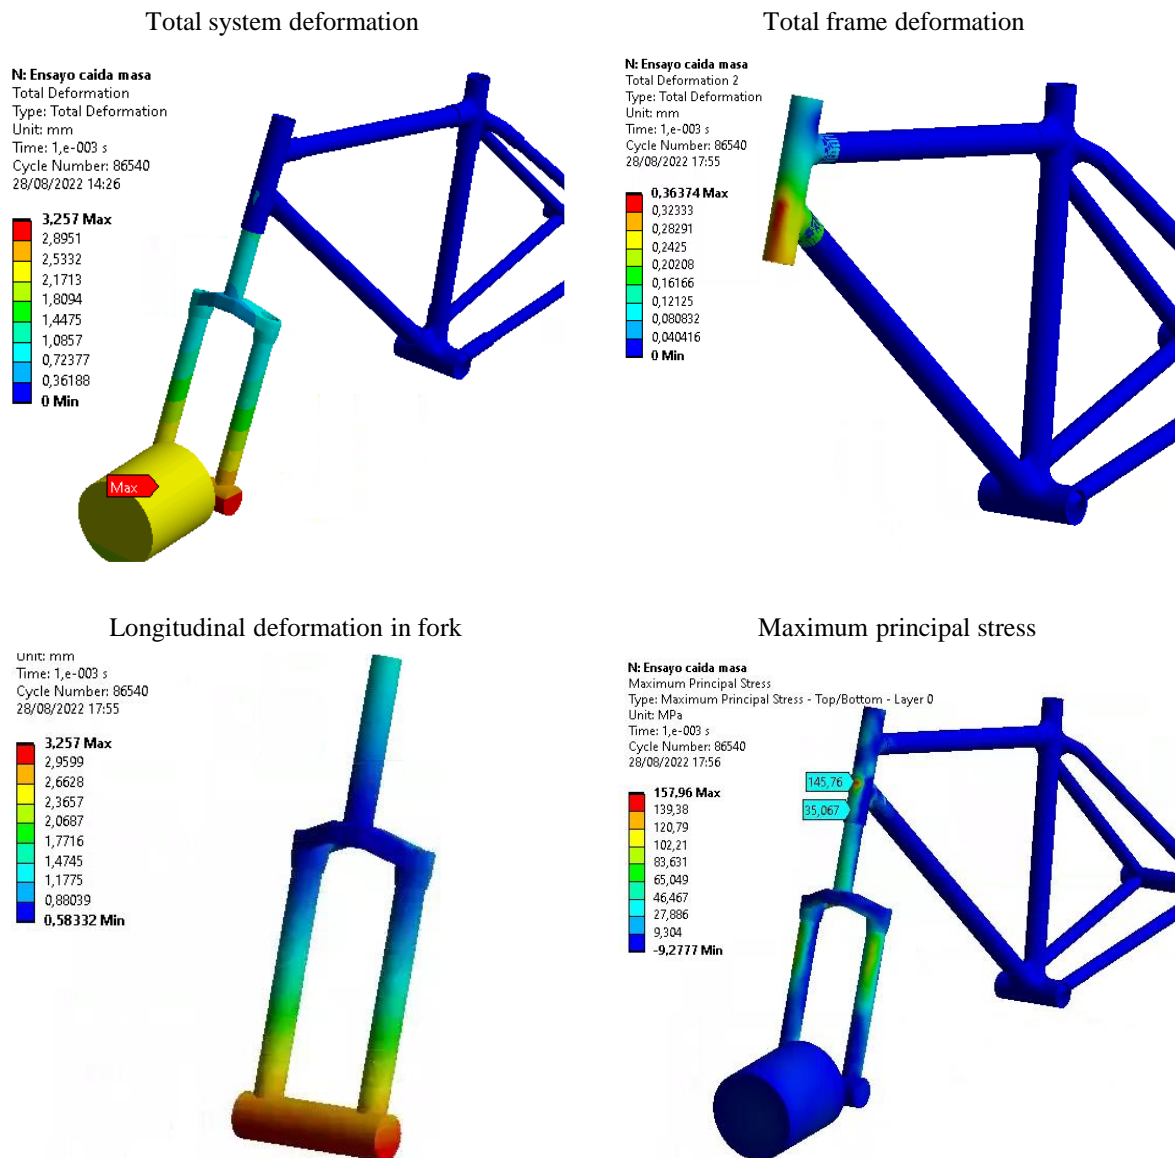 Total system deformation
N: Ensayo caida masa
Total Deformation
Type: Total Deformation
Unit: mm
Time: 1,e-003 s
Cycle Number: 86540
28/08/2022 14:26
3,257 Max
2,8951
2,5332
2,1713
1,8094
1,4475
1,0857
0,72377
0,36188
0 Min
Max
Total frame deformation
N: Ensayo caida masa
Total Deformation 2
Type: Total Deformation
Unit: mm
Time: 1,e-003 s
Cycle Number: 86540
28/08/2022 17:55
0,36374 Max
0,32333
0,28291
0,2425
0,20208
0,16166
0,12125
0,080832
0,040416
0 Min
Longitudinal deformation in fork
Unit: mm
Time: 1,e-003 s
Cycle Number: 86540
28/08/2022 17:55
3,257 Max
2,9599
2,6628
2,3657
2,0687
1,7716
1,4745
1,1775
0,88039
0,58332 Min
Maximum principal stress
N: Ensayo caida masa
Maximum Principal Stress
Type: Maximum Principal Stress - Top/Bottom - Layer 0
Unit: MPa
Time: 1,e-003 s
Cycle Number: 86540
28/08/2022 17:56
145,76
35,067
157,96 Max
139,38
120,79
102,21
83,631
65,049
46,467
27,886
9,304
-9,2777 Min